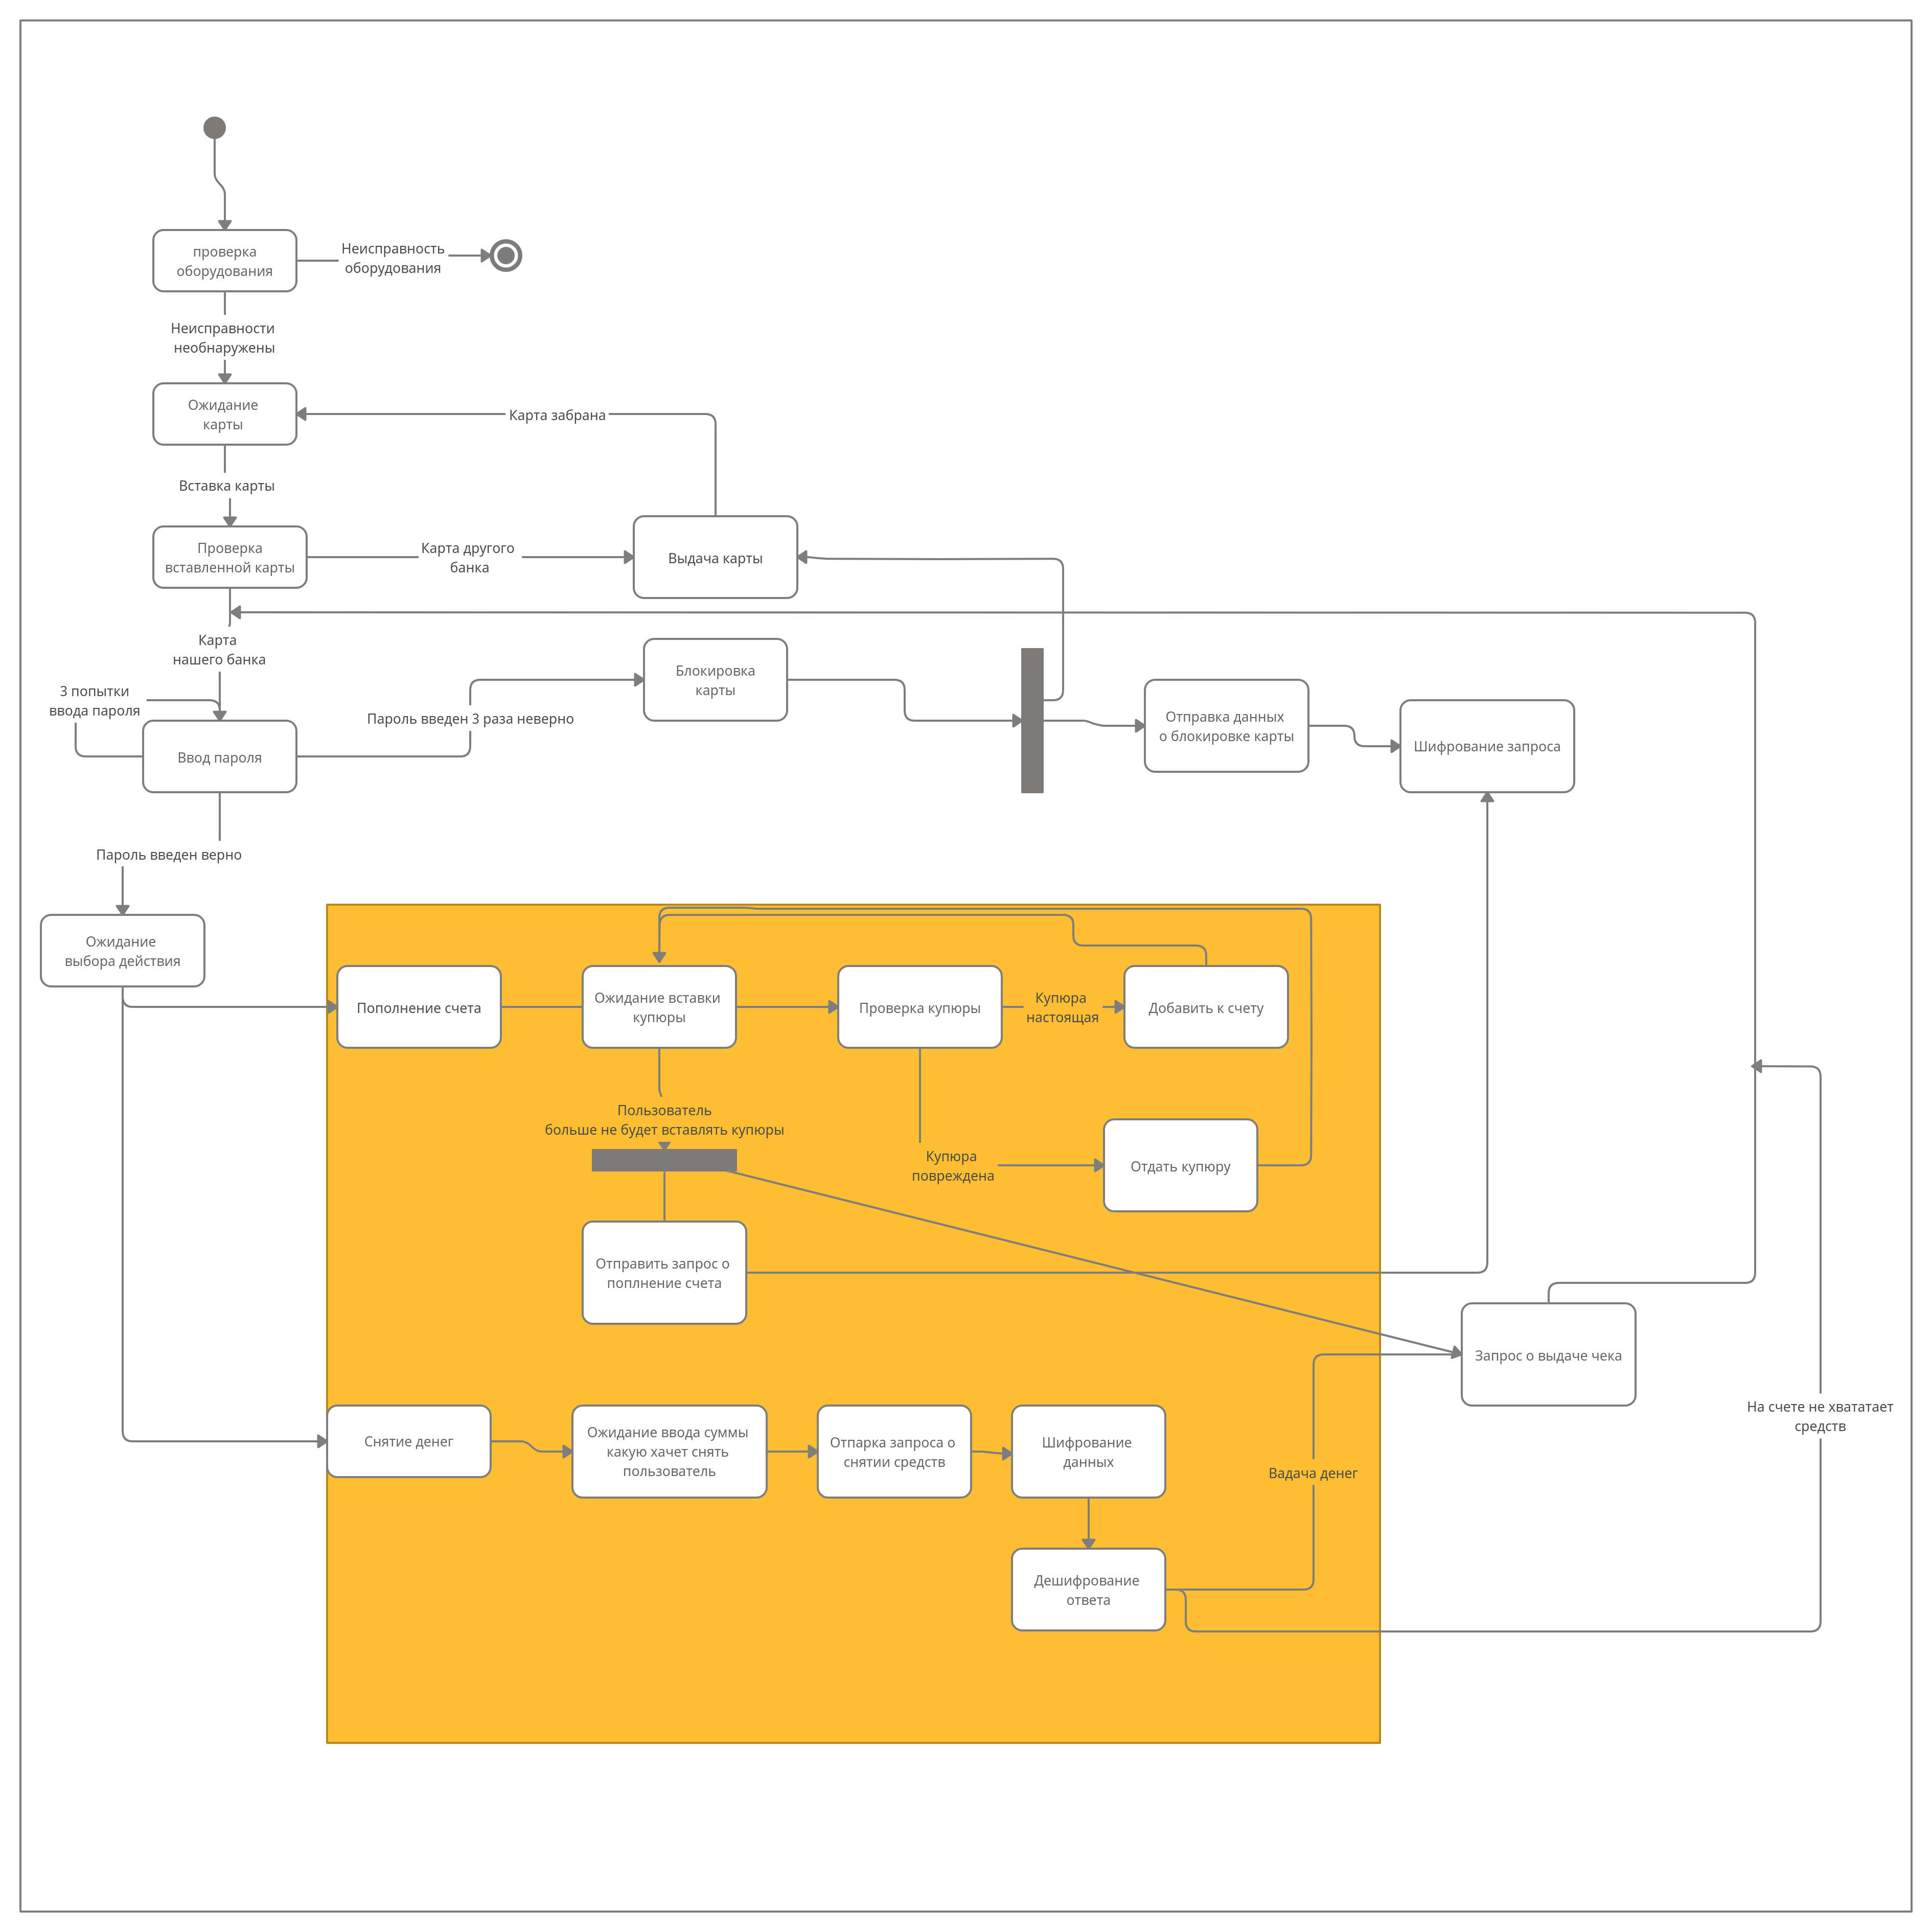 проверка
оборудования
Неисправность
оборудования
Неисправности
необнаружены
Ожидание
карты
Карта забрана
Вставка карты
Проверка
вставленной карты
Карта другого
банка
Выдача карты
Карта
нашего банка
3 попытки
ввода пароля
Ввод пароля
Пароль введен 3 раза неверно
Блокировка
карты
Отправка данных
о блокировке карты
Шифрование запроса
Пароль введен верно
Ожидание
выбора действия
Пополнение счета
Ожидание вставки
купюры
Проверка купюры
Купюра
настоящая
Добавить к счету
Пользователь
больше не будет вставлять купюры
Купюра
повреждена
Отдать купюру
Отправить запрос о
поплнение счета
Запрос о выдаче чека
Снятие денег
Ожидание ввода суммы
какую хачет снять
пользователь
Отпарка запроса о
снятии средств
Шифрование
данных
Вадача денег
На счете не хвататает
средств
Дешифрование
ответа